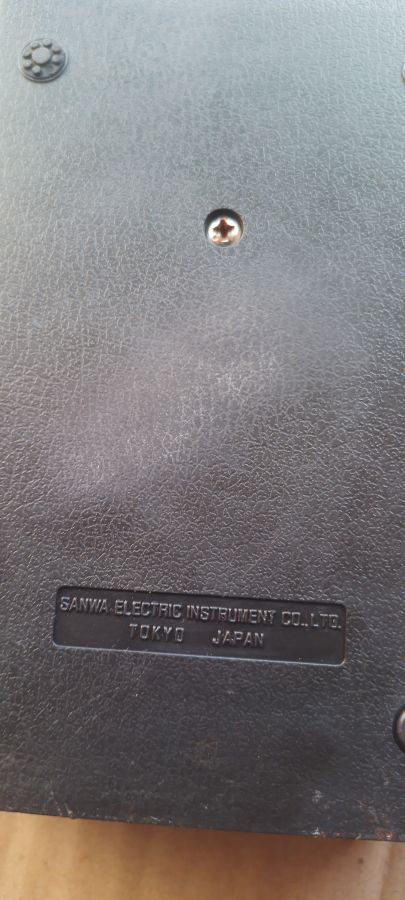 SANWA ELECTRIC INSTRUMENT CO., LTD.
TOKYO JAPAN